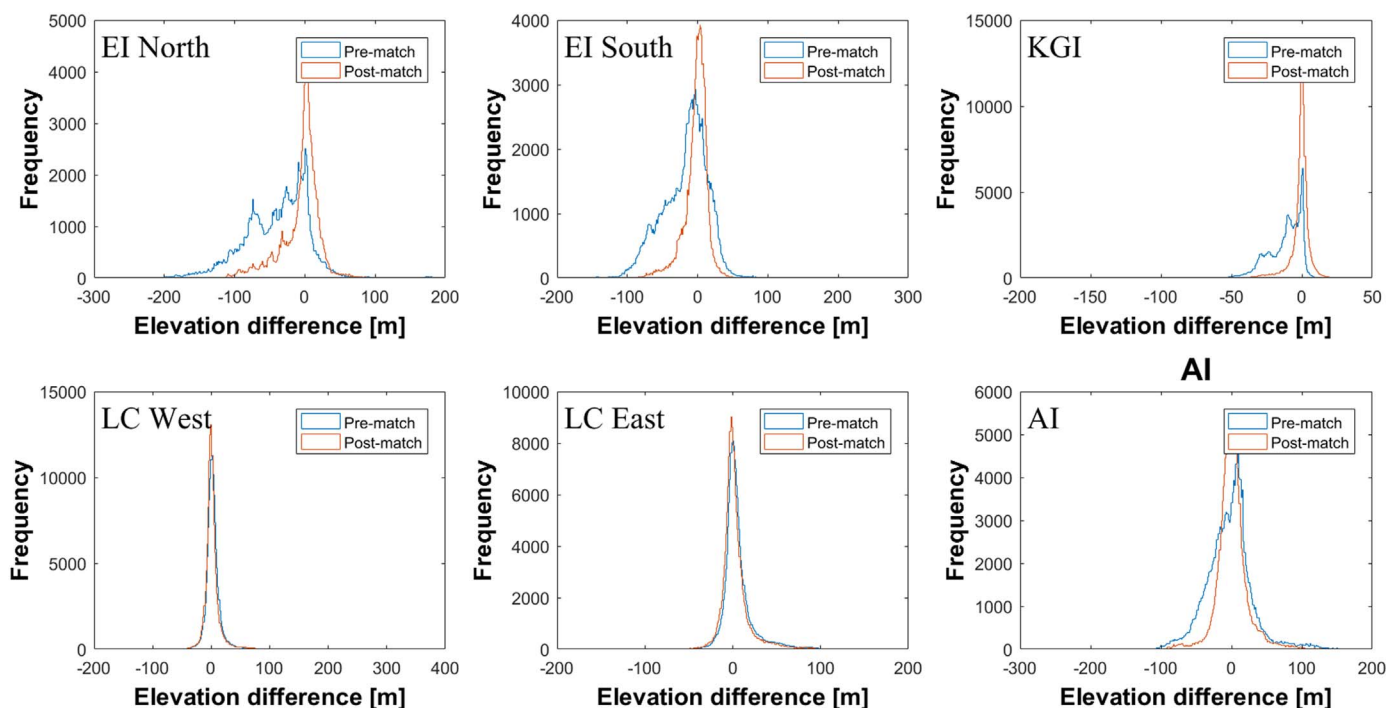 EI North
Pre-match
Post-match
Frequency
5000
4000
3000
2000
1000
0
-300 -200 -100 0 100 200
Elevation difference [m]
EI South
Pre-match
Post-match
Frequency
4000
3000
2000
1000
0
-300 -200 -100 0 100 200 300
Elevation difference [m]
KGI
Pre-match
Post-match
Frequency
15000
10000
5000
0
-200 -150 -100 -50 0 50
Elevation difference [m]
LC West
Pre-match
Post-match
Frequency
15000
10000
5000
0
-200 -100 0 100 200 300 400
Elevation difference [m]
LC East
Pre-match
Post-match
Frequency
10000
8000
6000
4000
2000
0
-200 -100 0 100 200
Elevation difference [m]
AI
AI
Pre-match
Post-match
Frequency
6000
5000
4000
3000
2000
1000
0
-300 -200 -100 0 100 200
Elevation difference [m]